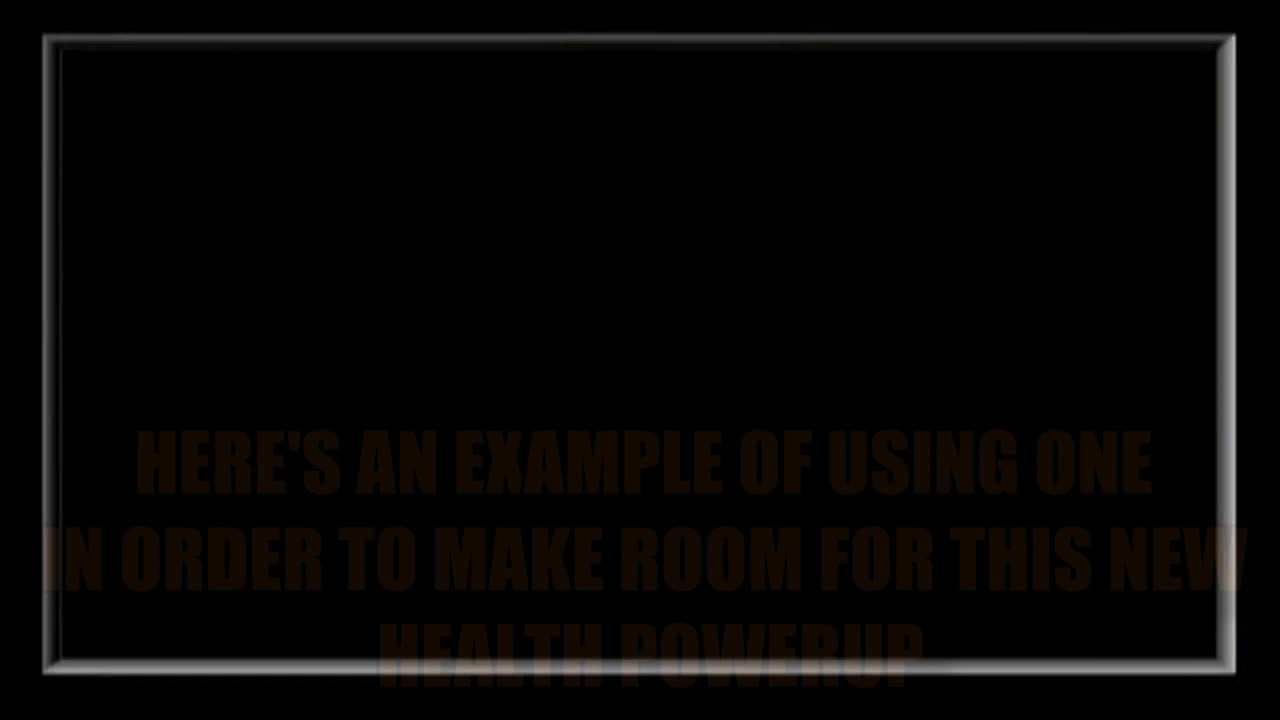 HERE'S AN EXAMPLE OF USING ONE
IN ORDER TO MAKE ROOM FOR THIS NEW
HEALTH POWERUP